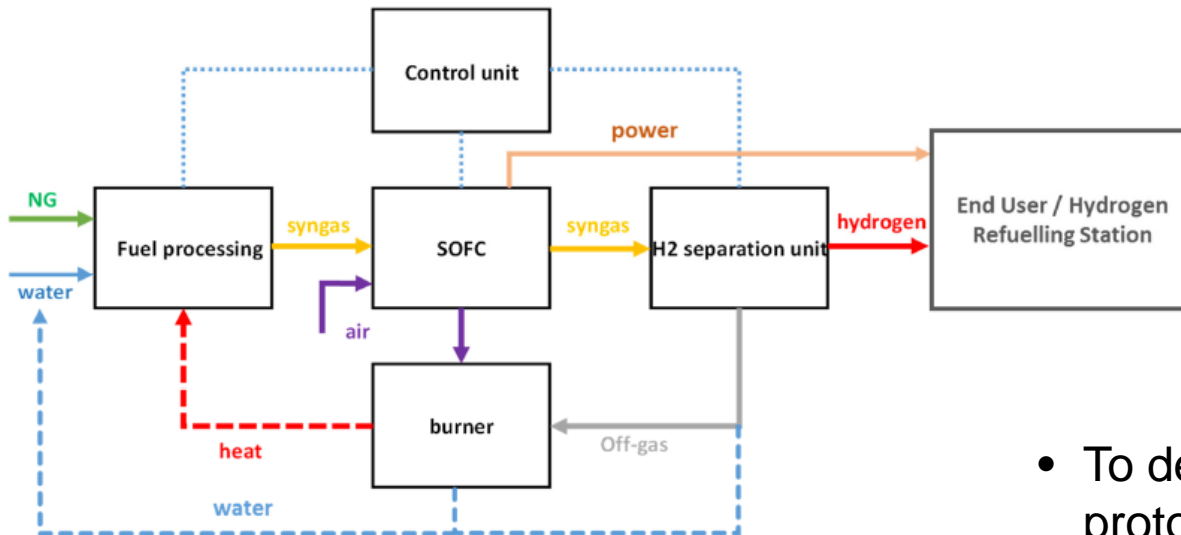 Control unit
power
NG
syngas
syngas
hydrogen
Fuel processing
SOFC
H2 separation unit
End User / Hydrogen
Refuelling Station
water
air
burner
heat
Off-gas
water
• To de
proto